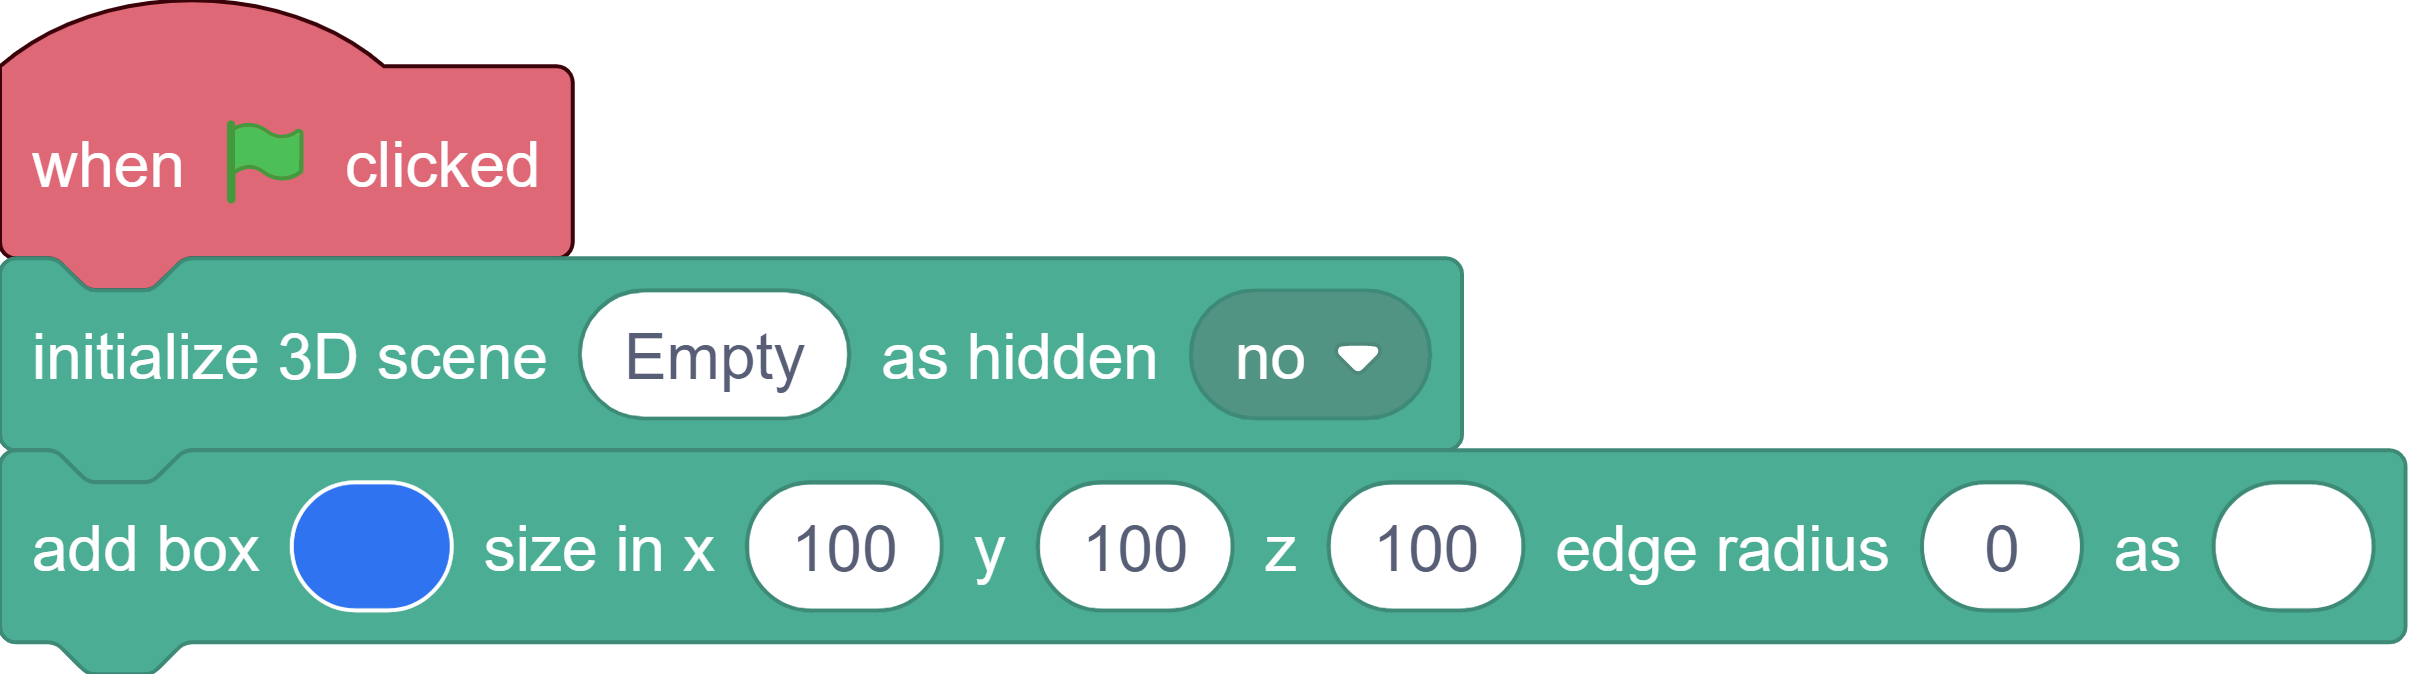 when clicked
initialize 3D scene Empty as hidden no
add box size in x 100 y 100 z 100 edge radius 0 as